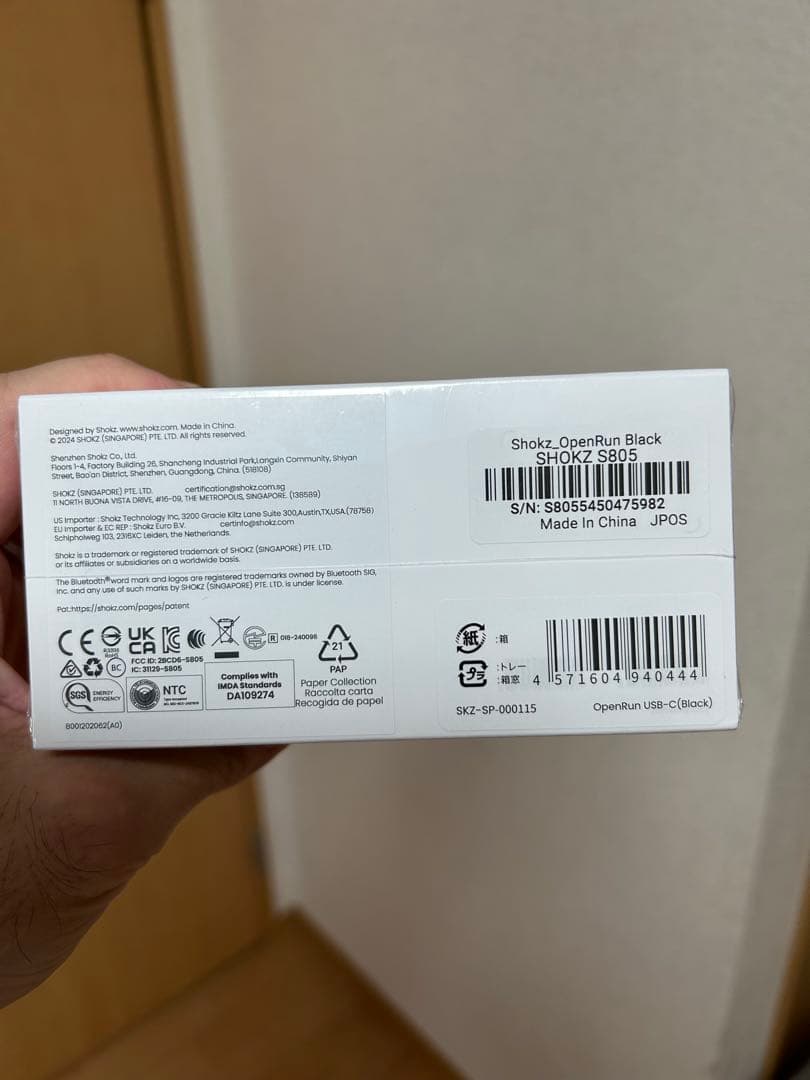 Designed by Shokz. www.shokz.com. Made in China.
© 2024 SHOKZ (SINGAPORE) PTE. LTD. All rights reserved.
Shenzhen Shokz Co., Ltd.
Floors 1-4, Factory Building 26, Shancheng Industrial Park,Longxin Community, Shiyan
Street, Baoan District, Shenzhen, Guangdong, China. (518108)
SHOKZ (SINGAPORE) PTE. LTD. certification@shokz.com.sg
11 NORTH BUONA VISTA DRIVE, #16-09, THE METROPOLIS, SINGAPORE. (138589)
US Importer : Shokz Technology Inc, 3200 Gracie Kiltz Lane Suite 300,Austin,TX,USA.(78758)
EU Importer & EC REP : Shokz Euro B.V. certinfo@shokz.com
Schipholweg 103, 2316XC Leiden, the Netherlands.
Shokz is a trademark or registered trademark of SHOKZ (SINGAPORE) PTE. LTD.
or its affiliates or subsidiaries on a worldwide basis.
The Bluetooth® word mark and logos are registered trademarks owned by Bluetooth SIG,
Inc. and any use of such marks by SHOKZ (SINGAPORE) PTE. LTD. is under license.
Pat:https://shokz.com/pages/patent
CE
UK
CA
R 018-240098
21
PAP
BC
FCC ID: 2BCD6-S805
IC: 31129-S805
SGS ENERGY
EFFICIENCY
NTC
Complies with
IMDA Standards
DA109274
Paper Collection
Raccolta carta
Recogida de papel
8001202062(A0)
Shokz_OpenRun Black
SHOKZ S805
S/N: S8055450475982
Made In China JPOS
紙 :箱
プラ :トレー
:箱窓
4 571604 940444
SKZ-SP-000115 OpenRun USB-C(Black)